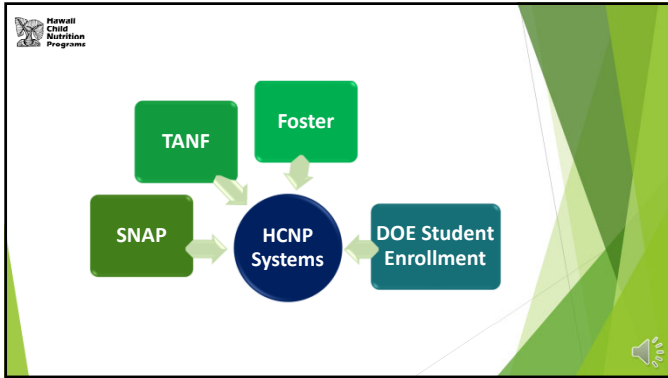 Hawaii
Child
Nutrition
Programs
Foster
TANF
SNAP
HCNP
Systems
DOE Student
Enrollment